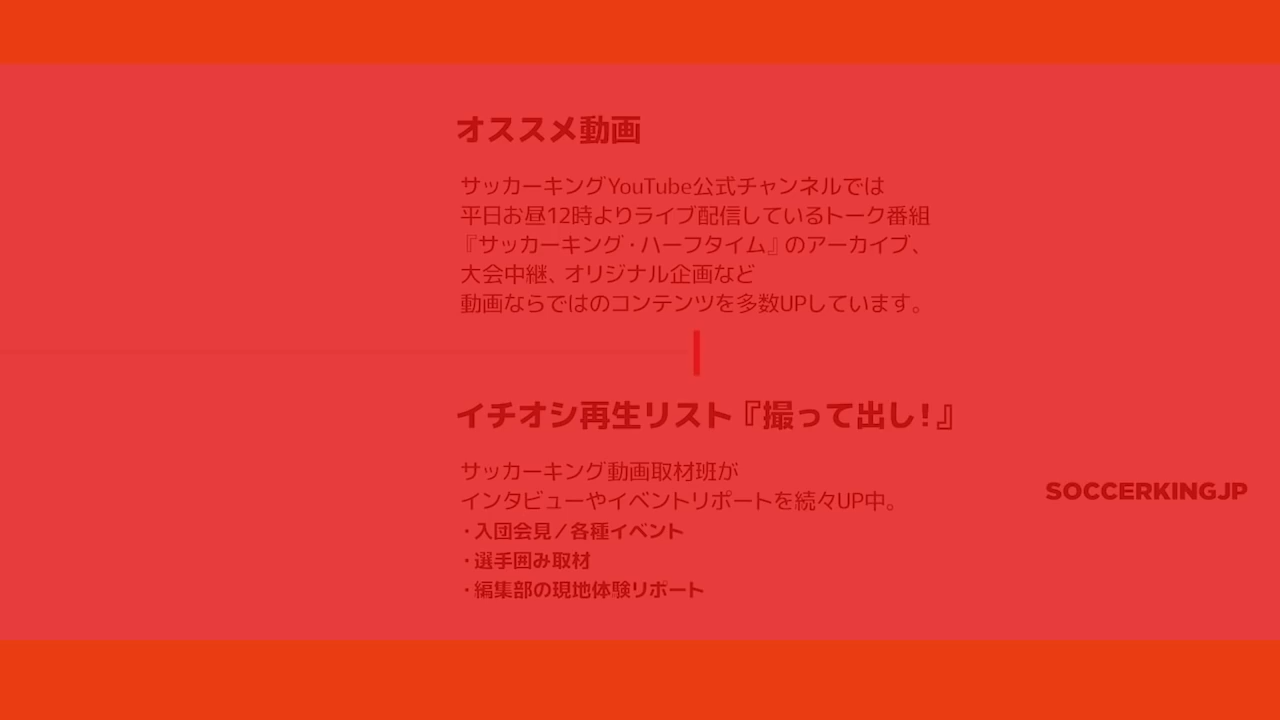 オススメ動画
サッカーキングYouTube公式チャンネルでは
平日お昼12時よりライブ配信しているトーク番組
『サッカーキング・ハーフタイム』のアーカイブ、
大会中継、オリジナル企画など
動画ならではのコンテンツを多数UPしています。
イチオシ再生リスト『撮って出し!』
サッカーキング動画取材班が
インタビューやイベントリポートを続々UP中。
・入団会見/各種イベント
・選手囲み取材
・編集部の現地体験リポート
SOCCERKINGJP